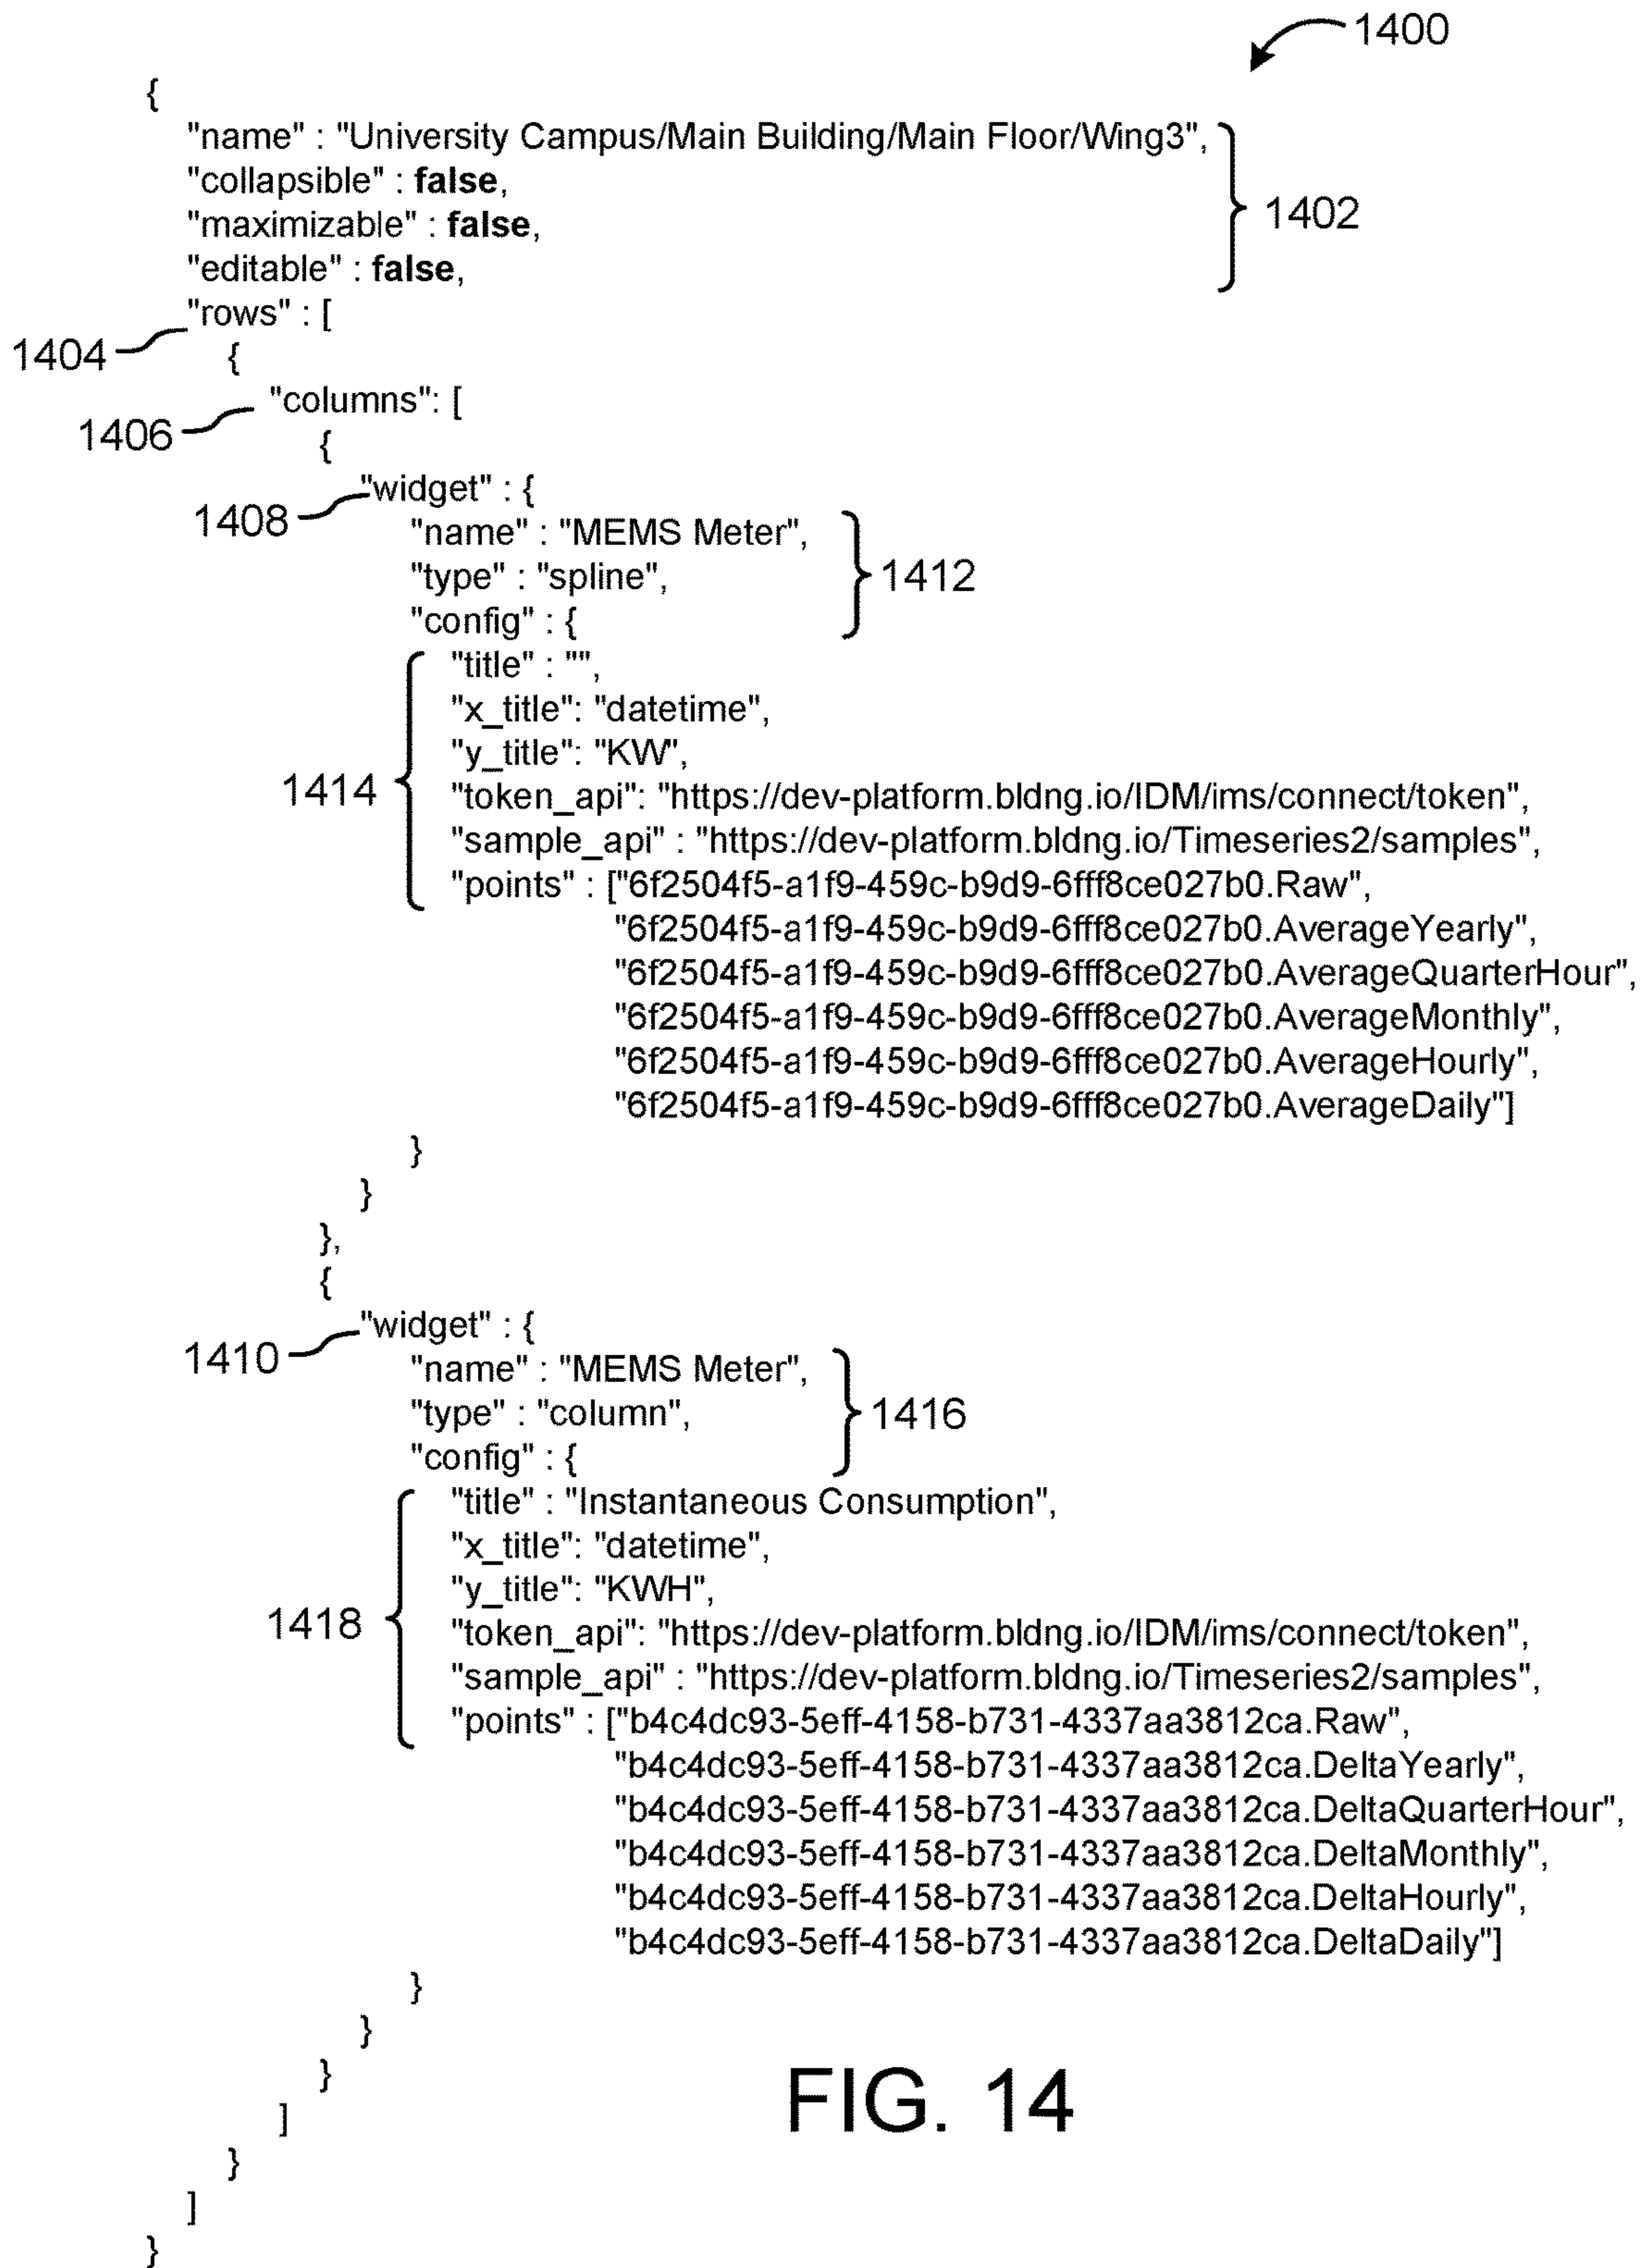 1400
{
"name" : "University Campus/Main Building/Main Floor/Wing3",
"collapsible" : false,
"maximizable" : false,
"editable" : false,
1402
"rows" : [
1404
{
"columns": [
1406
{
"widget" : {
1408
"name" : "MEMS Meter",
"type" : "spline",
"config" : {
1412
"title" : "",
"x_title": "datetime",
"y_title": "KW",
"token_api": "https://dev-platform.bldng.io/IDM/ims/connect/token",
"sample_api" : "https://dev-platform.bldng.io/Timeseries2/samples",
"points" : ["6f2504f5-a1f9-459c-b9d9-6fff8ce027b0.Raw",
1414
"6f2504f5-a1f9-459c-b9d9-6fff8ce027b0.AverageYearly",
"6f2504f5-a1f9-459c-b9d9-6fff8ce027b0.AverageQuarterHour",
"6f2504f5-a1f9-459c-b9d9-6fff8ce027b0.AverageMonthly",
"6f2504f5-a1f9-459c-b9d9-6fff8ce027b0.AverageHourly",
"6f2504f5-a1f9-459c-b9d9-6fff8ce027b0.AverageDaily"]
}
}
},
{
"widget" : {
1410
"name" : "MEMS Meter",
"type" : "column",
"config" : {
1416
"title" : "Instantaneous Consumption",
"x_title": "datetime",
"y_title": "KWH",
"token_api": "https://dev-platform.bldng.io/IDM/ims/connect/token",
"sample_api" : "https://dev-platform.bldng.io/Timeseries2/samples",
"points" : ["b4c4dc93-5eff-4158-b731-4337aa3812ca.Raw",
1418
"b4c4dc93-5eff-4158-b731-4337aa3812ca.DeltaYearly",
"b4c4dc93-5eff-4158-b731-4337aa3812ca.DeltaQuarterHour",
"b4c4dc93-5eff-4158-b731-4337aa3812ca.DeltaMonthly",
"b4c4dc93-5eff-4158-b731-4337aa3812ca.DeltaHourly",
"b4c4dc93-5eff-4158-b731-4337aa3812ca.DeltaDaily"]
}
}
}
]
}
]
}
FIG. 14